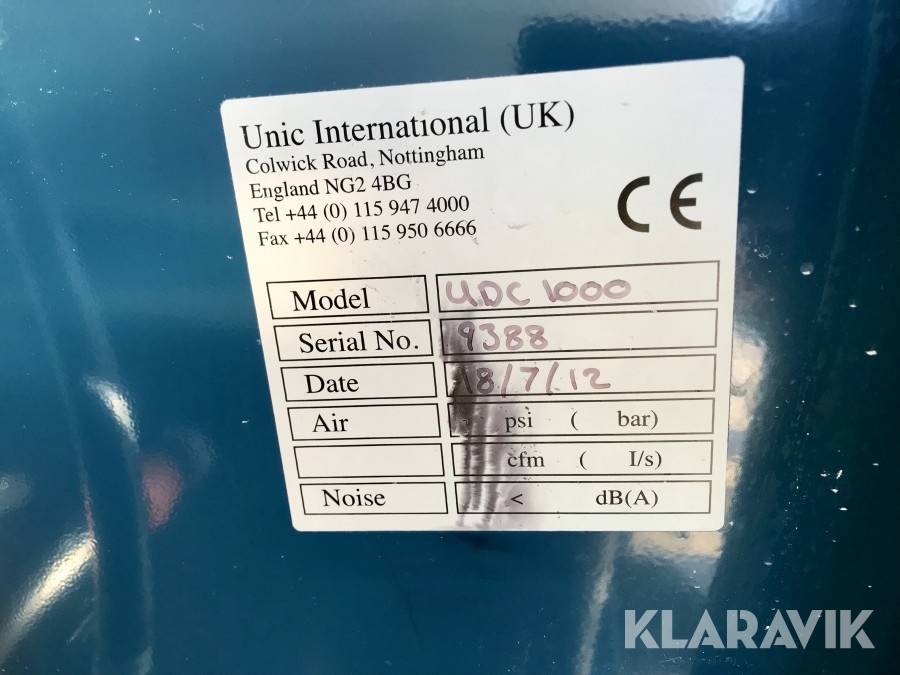 Unic International (UK)
Colwick Road, Nottingham
England NG2 4BG
Tel +44 (0) 115 947 4000
Fax +44 (0) 115 950 6666
CE
Model UDC 1000
Serial No. 9388
Date 18/7/12
Air psi ( bar)
cfm ( I/s)
Noise < dB(A)
KLARAVIK